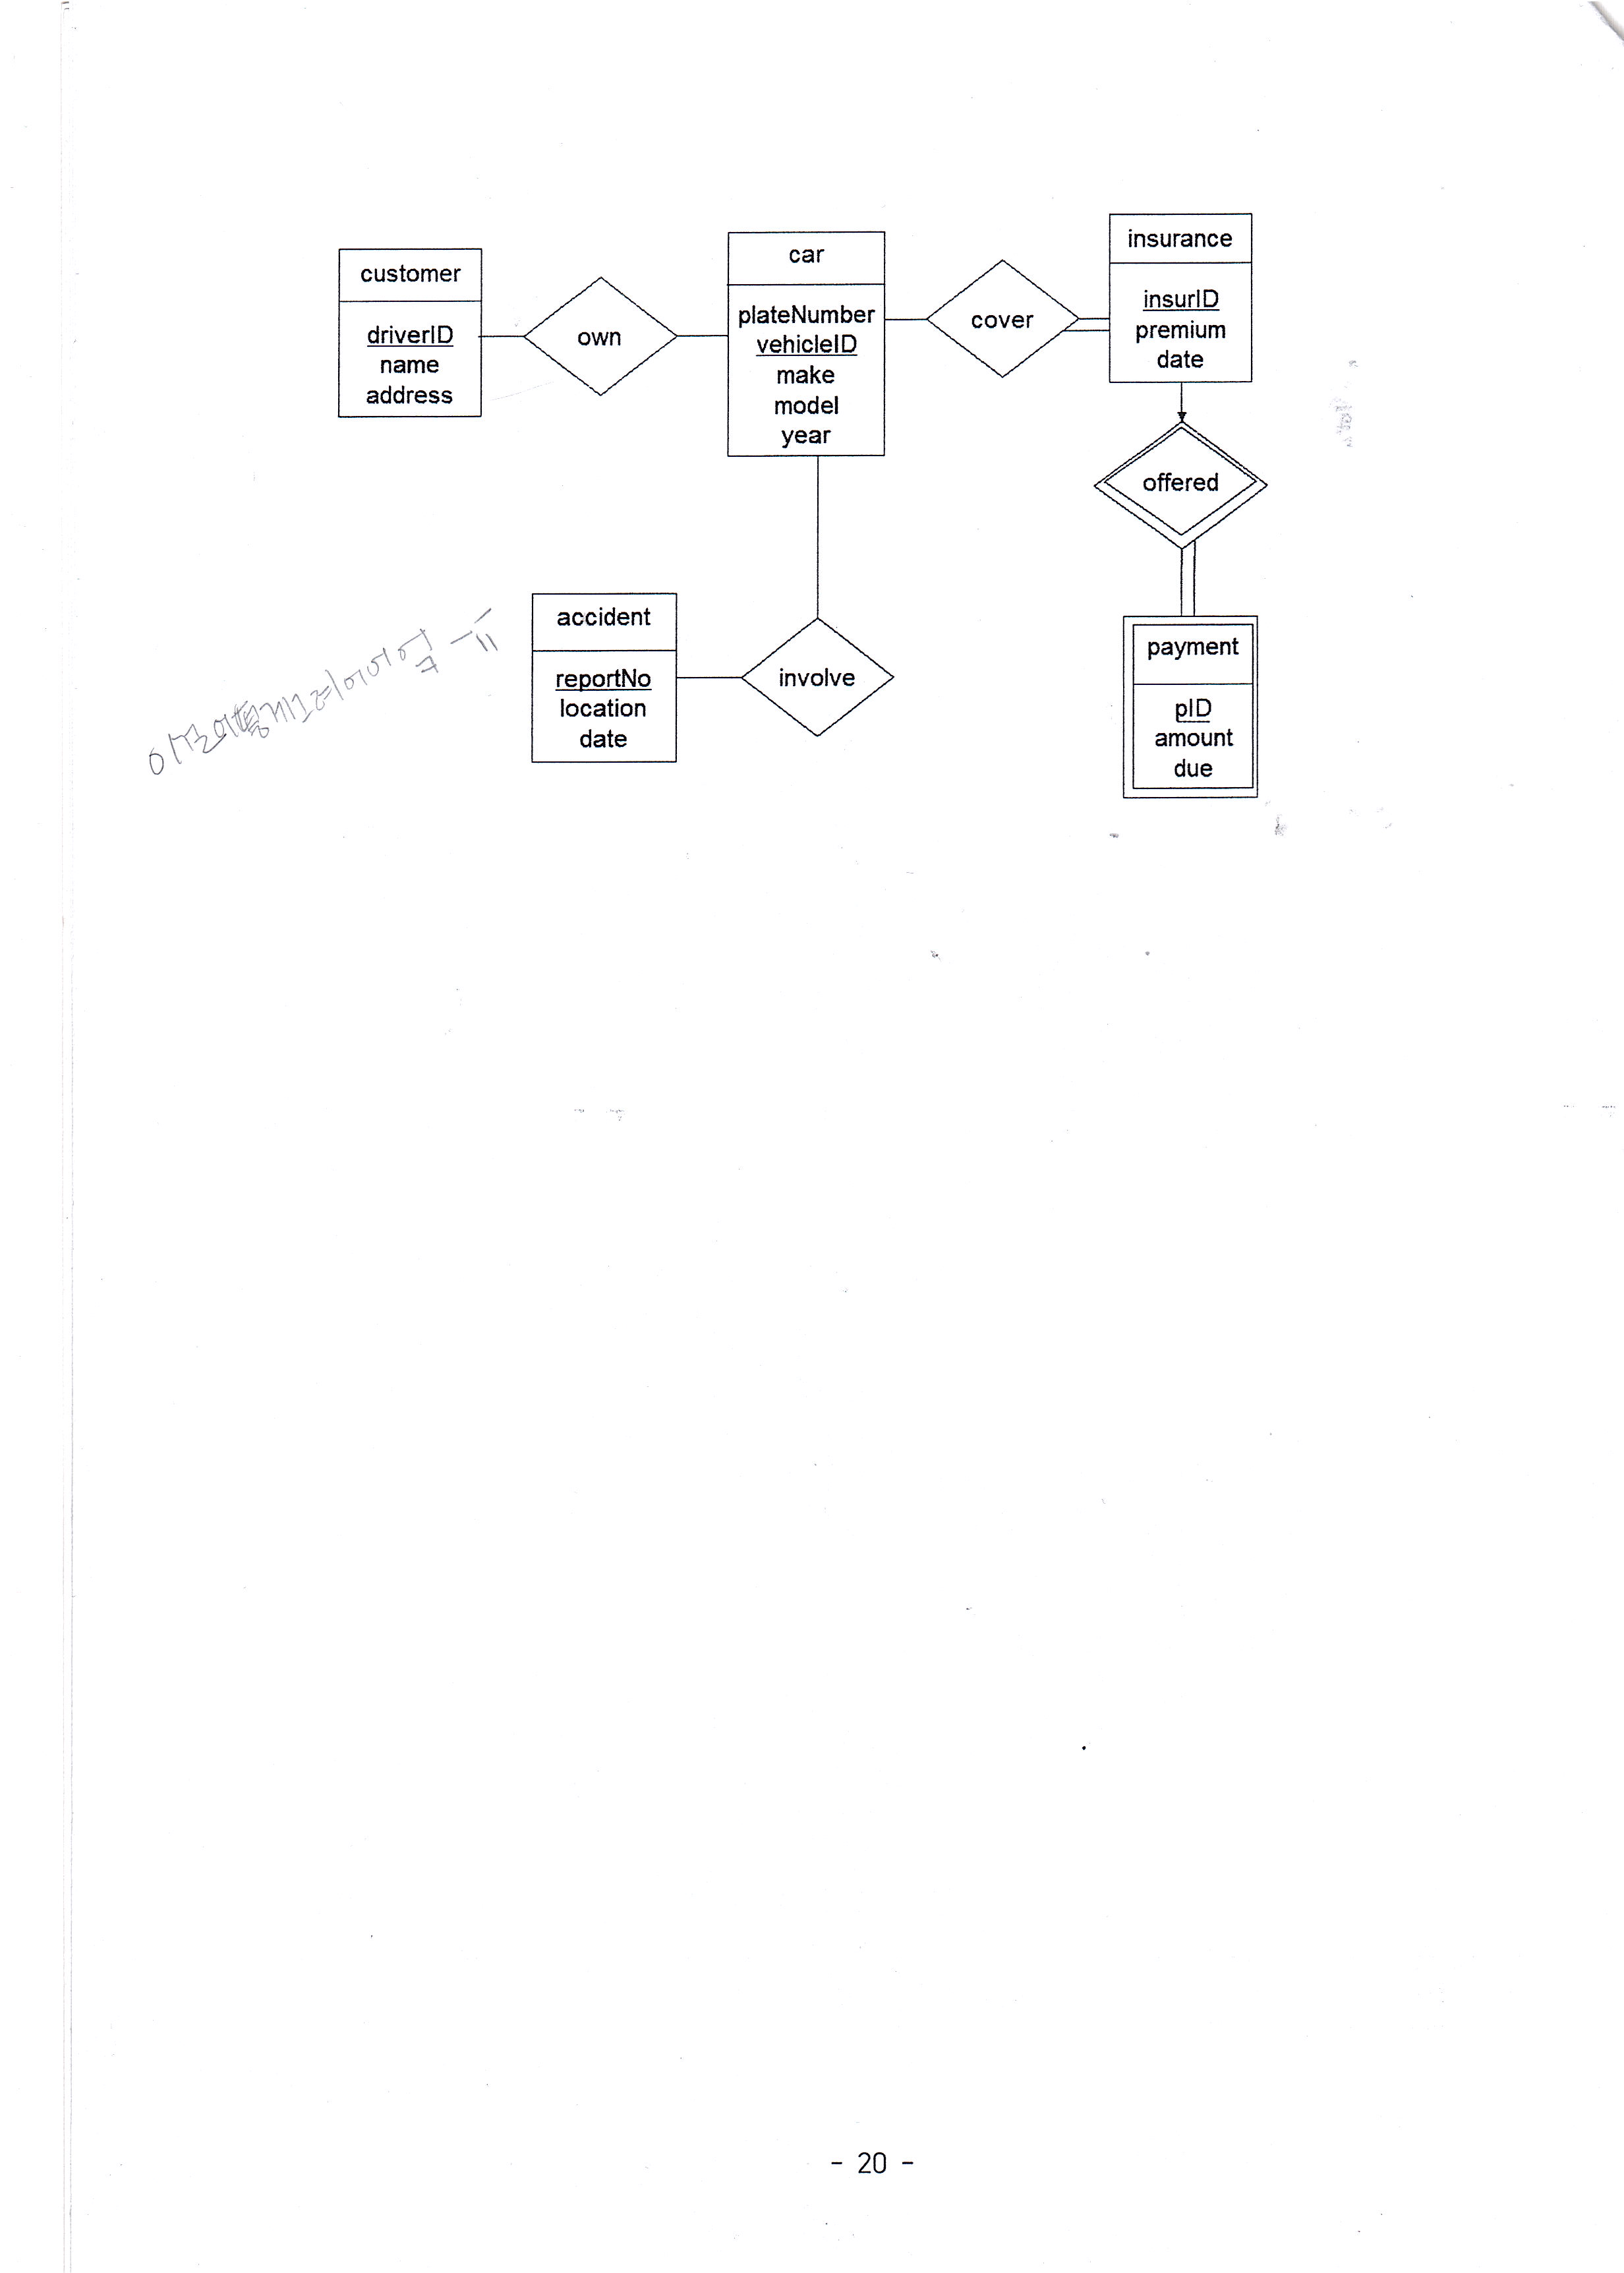 customer
driverID
name
address
own
car
plateNumber
vehicleID
make
model
year
cover
insurance
insurID
premium
date
offered
accident
reportNo
location
date
involve
payment
pID
amount
due
- 20 -